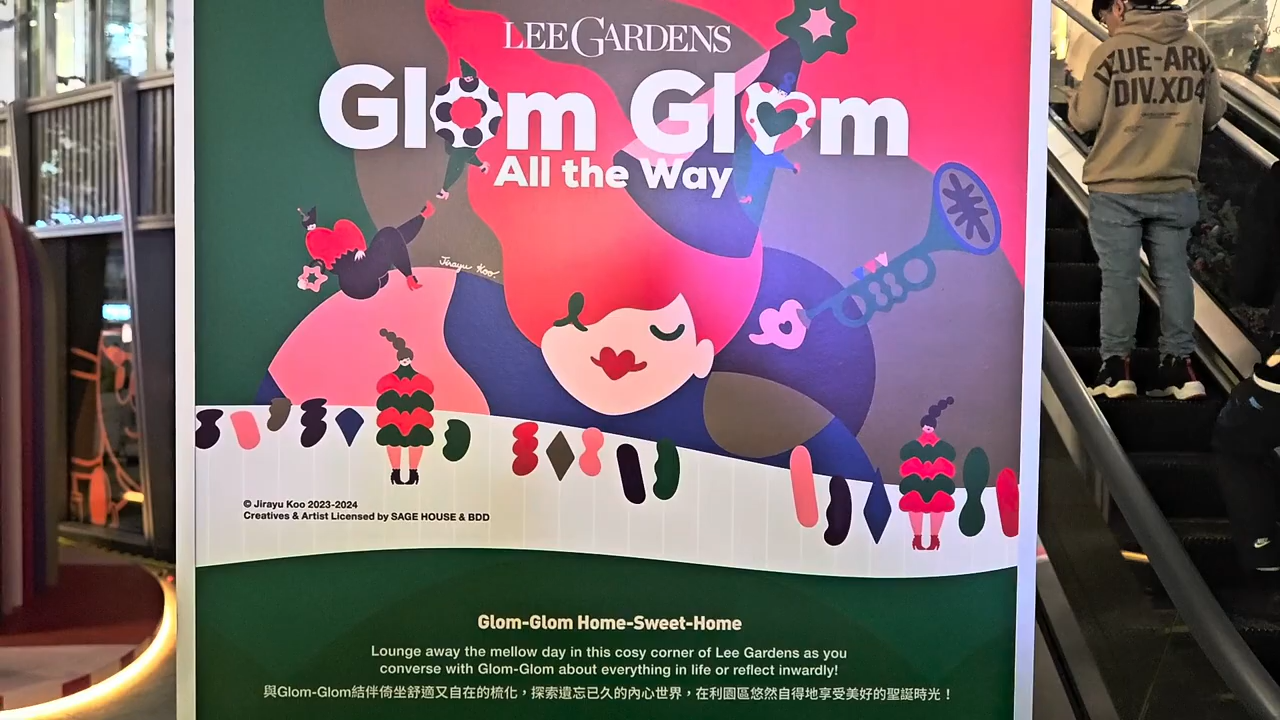 LEE GARDENS
Glom Glom
All the Way
Jirayu Koo
© Jirayu Koo 2023-2024
Creatives & Artist Licensed by SAGE HOUSE & BDD
Glom-Glom Home-Sweet-Home
Lounge away the mellow day in this cosy corner of Lee Gardens as you
converse with Glom-Glom about everything in life or reflect inwardly!
與Glom-Glom結伴倚坐舒適又自在的梳化，探索遺忘已久的內心世界，在利園區悠然自得地享受美好的聖誕時光！
DIV.X04